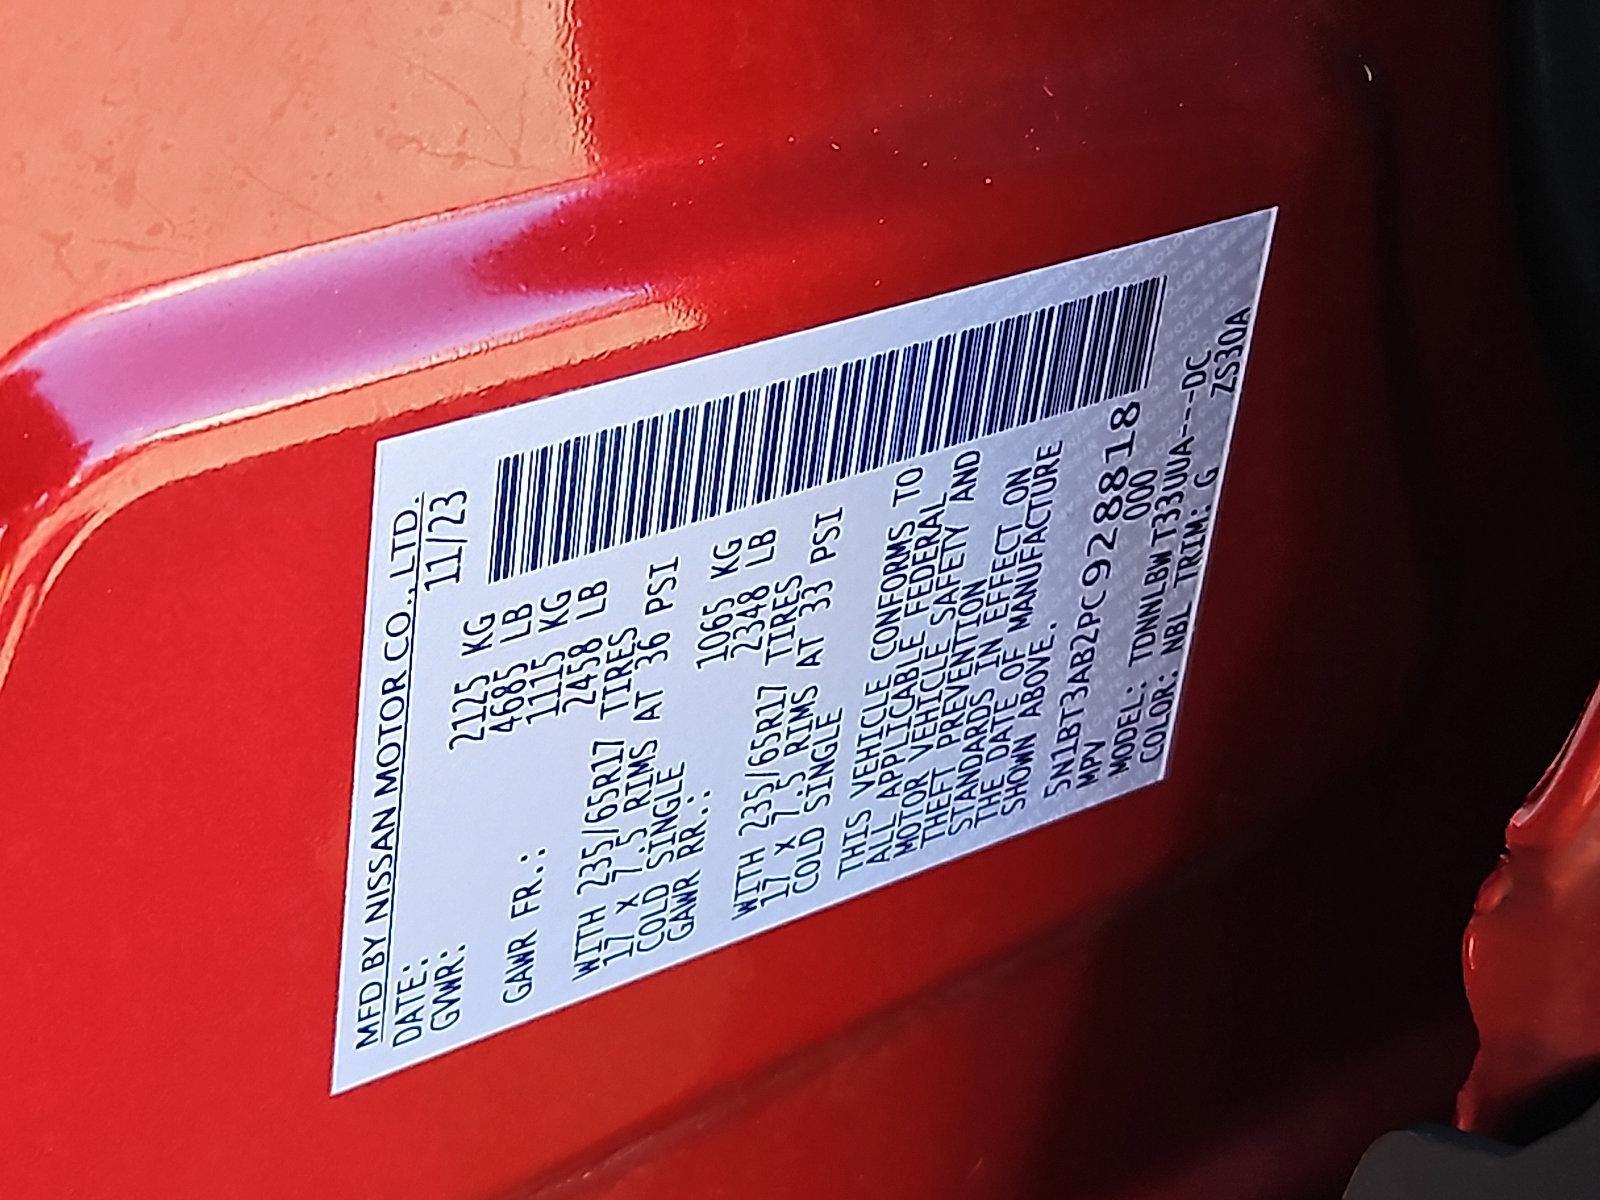 MFD BY NISSAN MOTOR CO., LTD.
DATE: 11/23
GVWR: 2125 KG
4685 LB
GAWR FR.: 1115 KG
2458 LB
WITH 235/65R17 TIRES
17 x 7.5 RIMS AT 36 PSI
COLD SINGLE
GAWR RR.: 1065 KG
2348 LB
WITH 235/65R17 TIRES
17 x 7.5 RIMS AT 33 PSI
COLD SINGLE
THIS VEHICLE CONFORMS TO
ALL APPLICABLE FEDERAL
MOTOR VEHICLE SAFETY AND
THEFT PREVENTION
STANDARDS IN EFFECT ON
THE DATE OF MANUFACTURE
SHOWN ABOVE.
5N1BT3AB2PC928818
MPV 000
MODEL: TDNNLBWT33UUA---DC
COLOR: NBL TRIM: G ZS30A